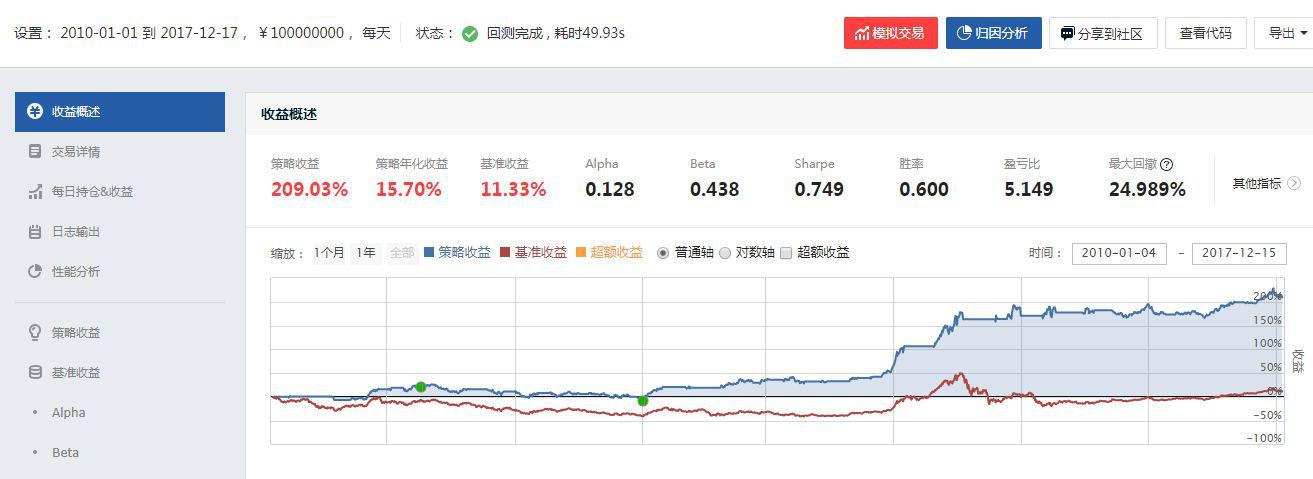 设置： 2010-01-01 到 2017-12-17， ￥100000000， 每天 状态： 回测完成 , 耗时49.93s 模拟交易 归因分析 分享到社区 查看代码 导出
收益概述
交易详情
每日持仓&收益
日志输出
性能分析
策略收益
基准收益
Alpha
Beta
收益概述
策略收益 策略年化收益 基准收益 Alpha Beta Sharpe 胜率 盈亏比 最大回撤
209.03% 15.70% 11.33% 0.128 0.438 0.749 0.600 5.149 24.989% 其他指标
缩放： 1个月 1年 全部 策略收益 基准收益 超额收益 普通轴 对数轴 超额收益 时间： 2010-01-04 - 2017-12-15
200%
150%
100%
50%
0%
-50%
-100%
收益